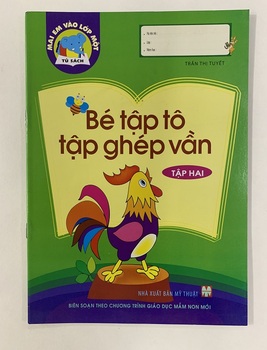 MAI EM VÀO LỚP MỘT
TỦ SÁCH
TRẦN THỊ TUYẾT
Bé tập tô
tập ghép vần
TẬP HAI
NHÀ XUẤT BẢN MỸ THUẬT
BIÊN SOẠN THEO CHƯƠNG TRÌNH GIÁO DỤC MẦM NON MỚI